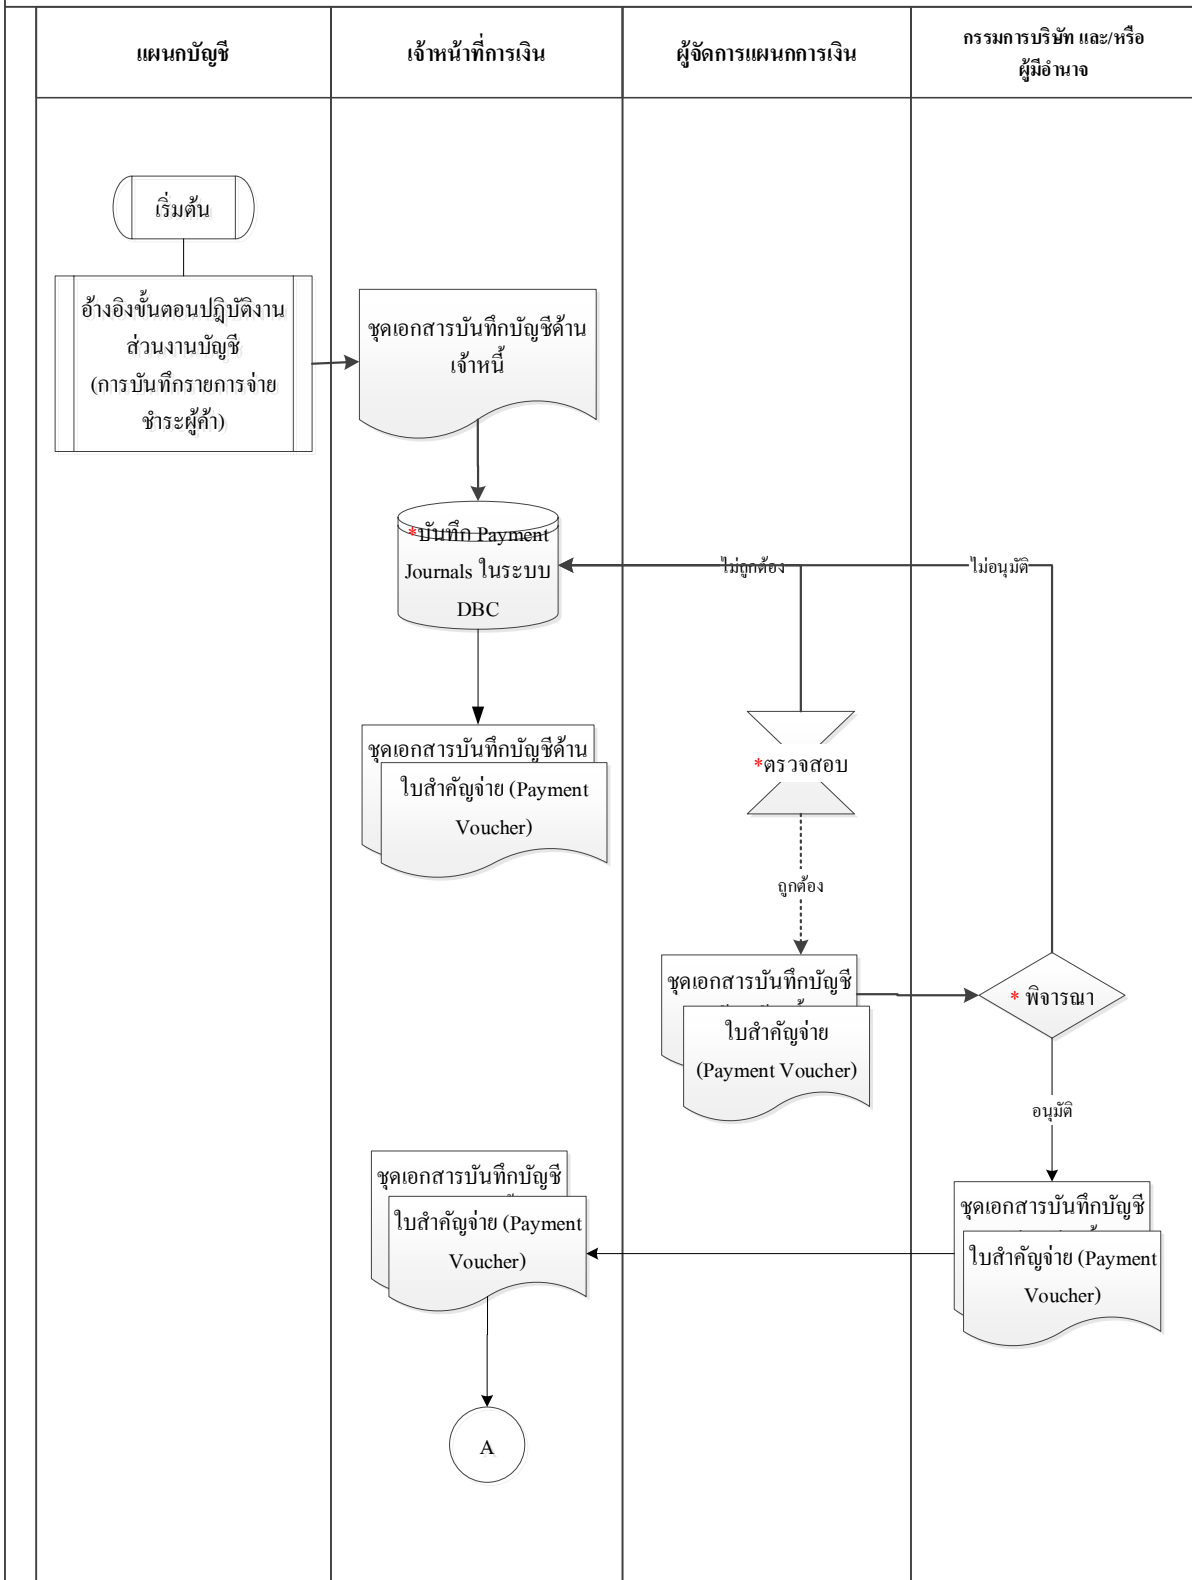 แผนกบัญชี
เจ้าหน้าที่การเงิน
ผู้จัดการแผนกการเงิน
กรรมการบริษัท และ/หรือ
ผู้มีอำนาจ
เริ่มต้น
อ้างอิงขั้นตอนปฎิบัติงาน
ส่วนงานบัญชี
(การบันทึกรายการจ่าย
ชำระผู้ค้า)
ชุดเอกสารบันทึกบัญชีด้าน
เจ้าหนี้
*บันทึก Payment
Journals ในระบบ
DBC
ไม่ถูกต้อง
ไม่อนุมัติ
ชุดเอกสารบันทึกบัญชีด้าน
ใบสำคัญจ่าย (Payment
Voucher)
*ตรวจสอบ
ถูกต้อง
ชุดเอกสารบันทึกบัญชี
ใบสำคัญจ่าย
(Payment Voucher)
* พิจารณา
อนุมัติ
ชุดเอกสารบันทึกบัญชี
ใบสำคัญจ่าย (Payment
Voucher)
ชุดเอกสารบันทึกบัญชี
ใบสำคัญจ่าย (Payment
Voucher)
A